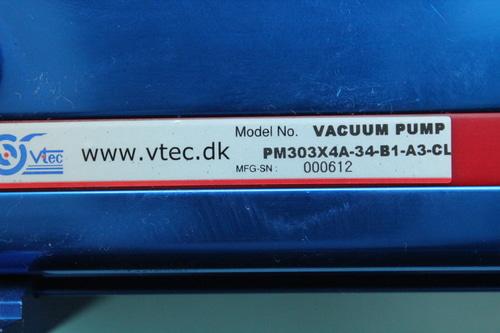 Vtec
www.vtec.dk
Model No. VACUUM PUMP
PM303X4A-34-B1-A3-CL
MFG-SN : 000612